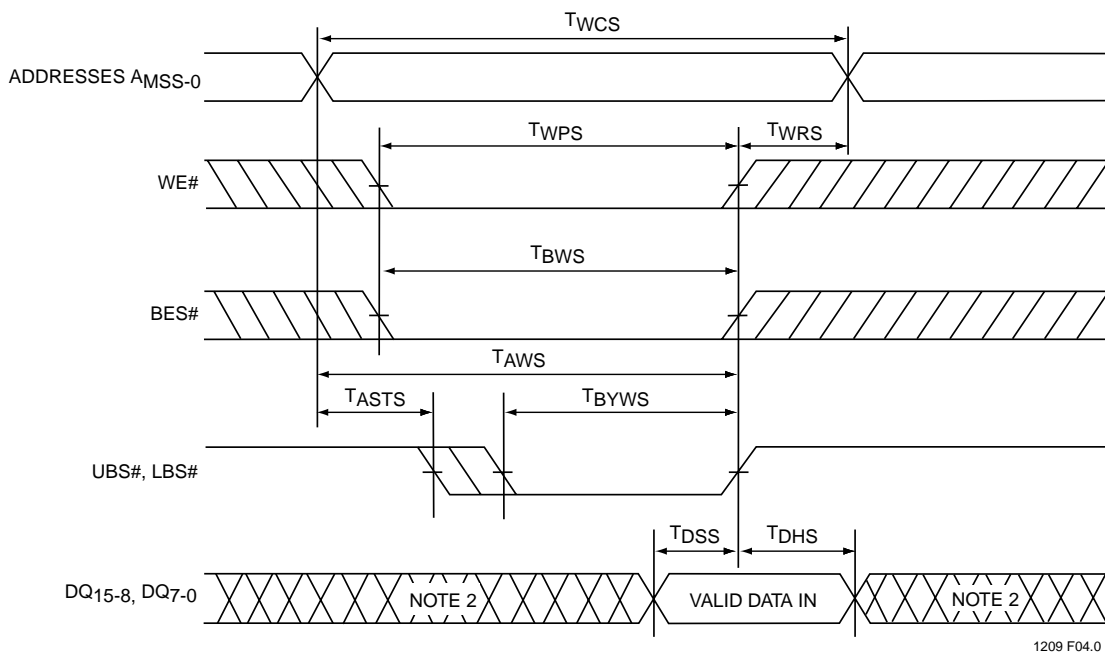 TWCS
ADDRESSES AMSS-0
TWPS
TWRS
WE#
TBWS
BES#
TAWS
TASTS
TBYWS
UBS#, LBS#
TDSS
TDHS
DQ15-8, DQ7-0
NOTE 2
VALID DATA IN
NOTE 2
1209 F04.0